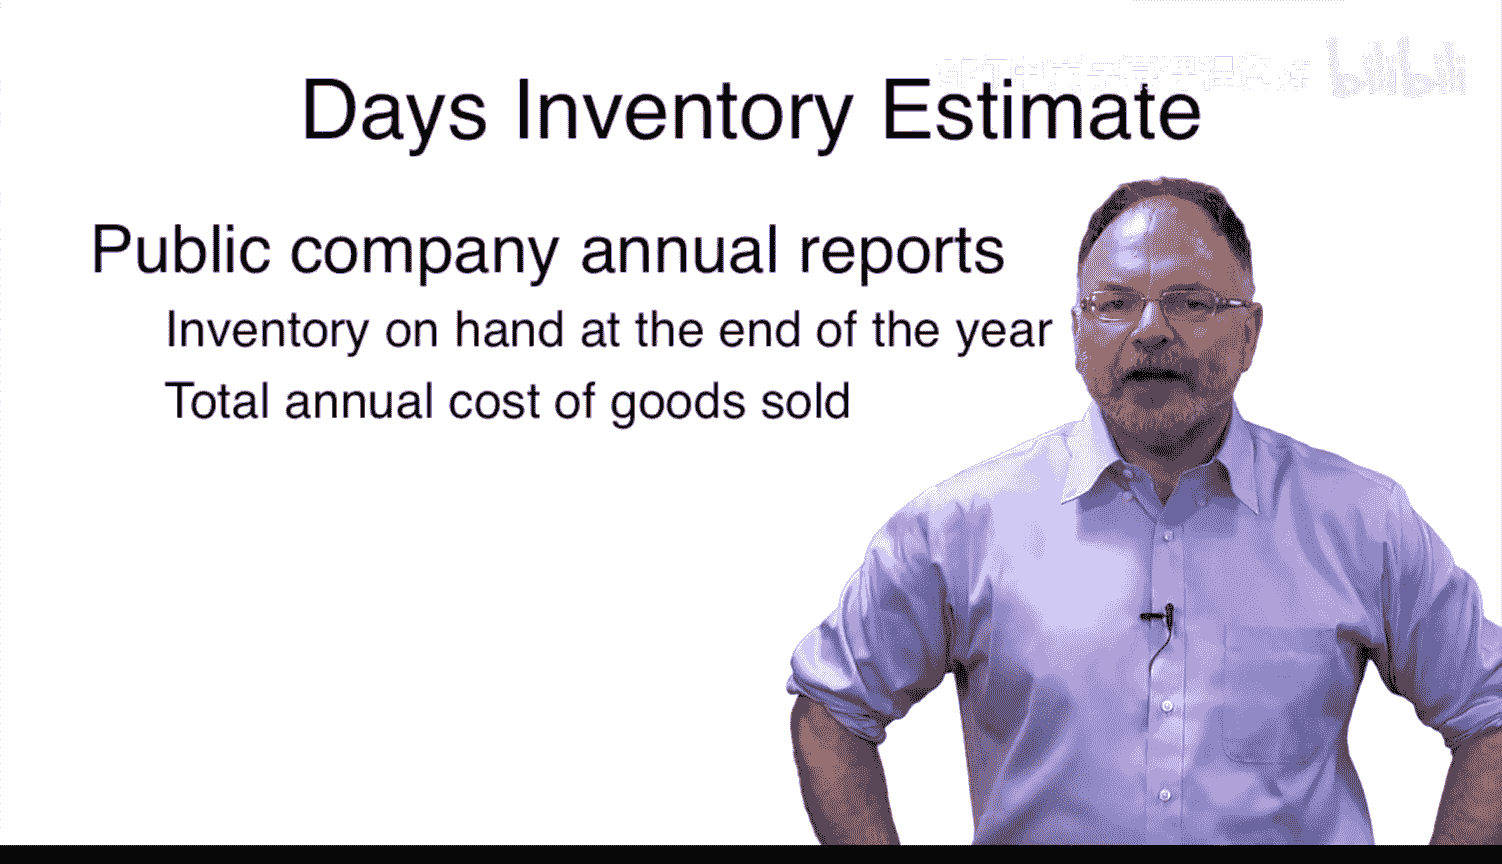 Days Inventory Estimate
Public company annual reports
Inventory on hand at the end of the year
Total annual cost of goods sold
bilibili